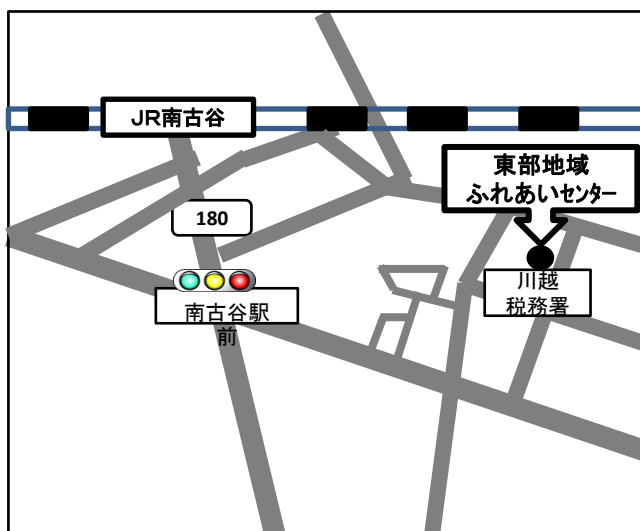 JR南古谷
東部地域
ふれあいセンター
180
川越
税務署
南古谷駅
前